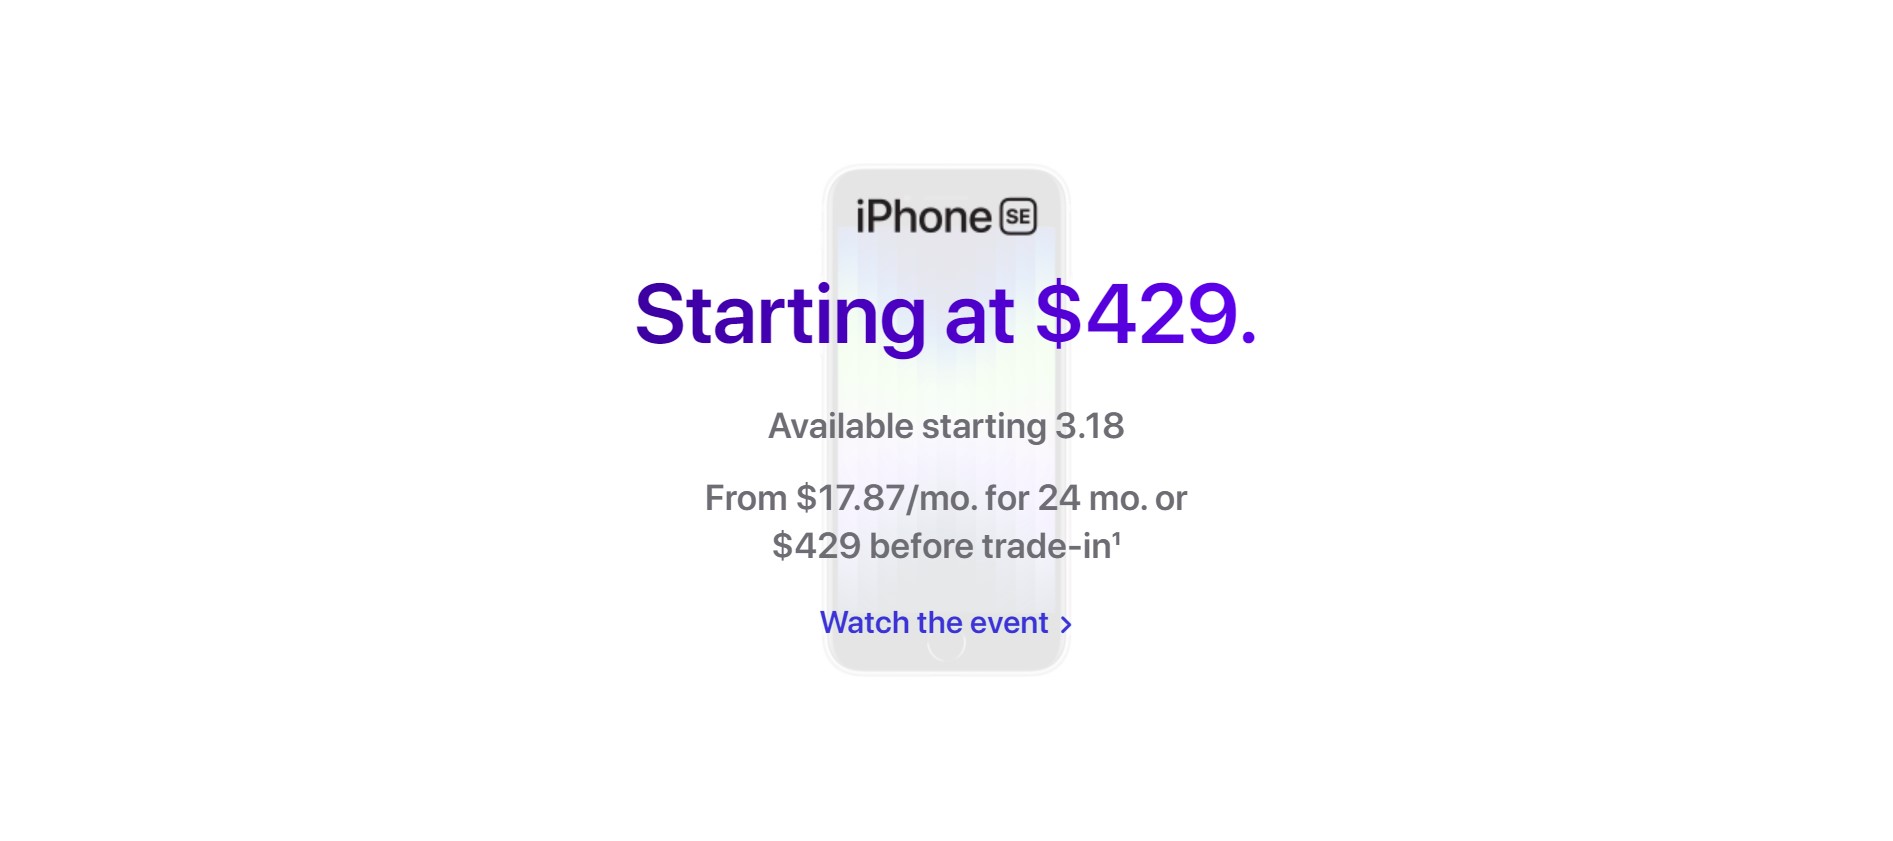 iPhone SE
Starting at $429.
Available starting 3.18
From $17.87/mo. for 24 mo. or
$429 before trade-in¹
Watch the event >